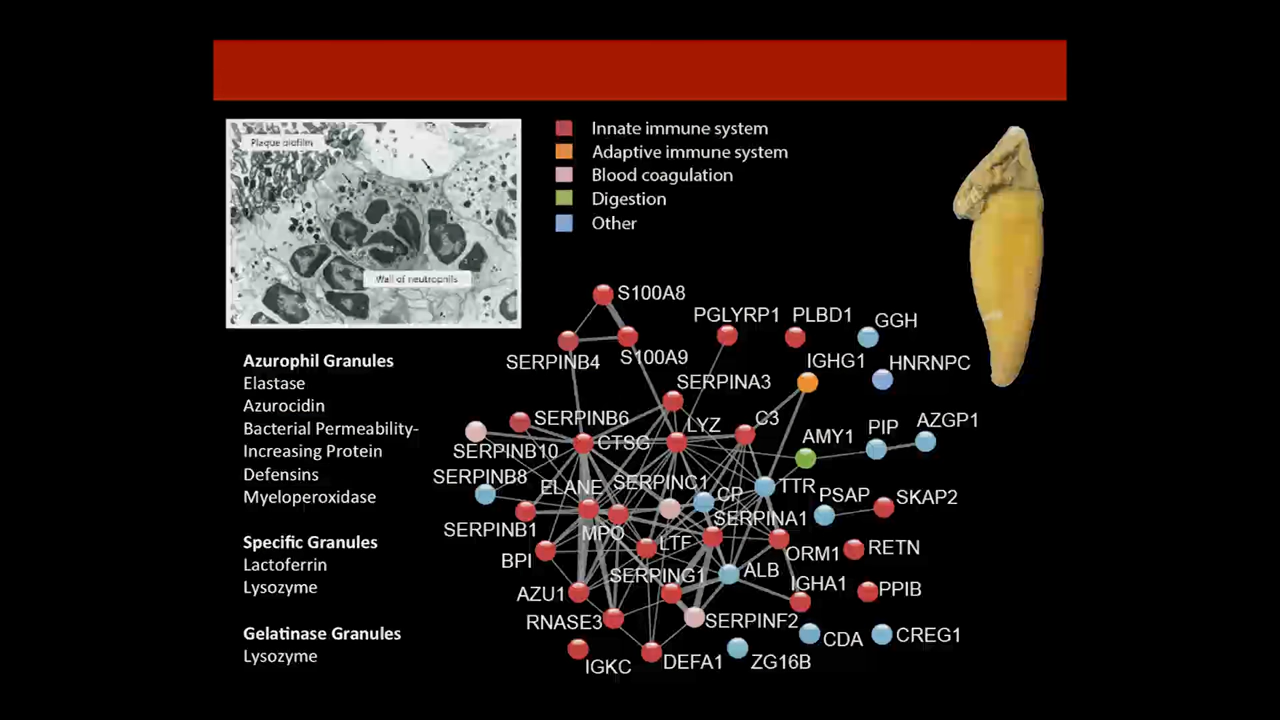 Plaque biofilm
Wall of neutrophils
Innate immune system
Adaptive immune system
Blood coagulation
Digestion
Other
Azurophil Granules
Elastase
Azurocidin
Bacterial Permeability-
Increasing Protein
Defensins
Myeloperoxidase
Specific Granules
Lactoferrin
Lysozyme
Gelatinase Granules
Lysozyme
S100A8
PGLYRP1
PLBD1
GGH
SERPINB4
S100A9
IGHG1
HNRNPC
SERPINA3
SERPINB6
LYZ
C3
AZGP1
PIP
AMY1
CTSG
SERPINB10
SERPINB8
SERPINC1
ELANE
CP
TTR
PSAP
SKAP2
SERPINA1
SERPINB1
MPO
LTF
ORM1
RETN
BPI
SERPING1
ALB
IGHA1
PPIB
AZU1
RNASE3
SERPINF2
CDA
CREG1
IGKC
DEFA1
ZG16B